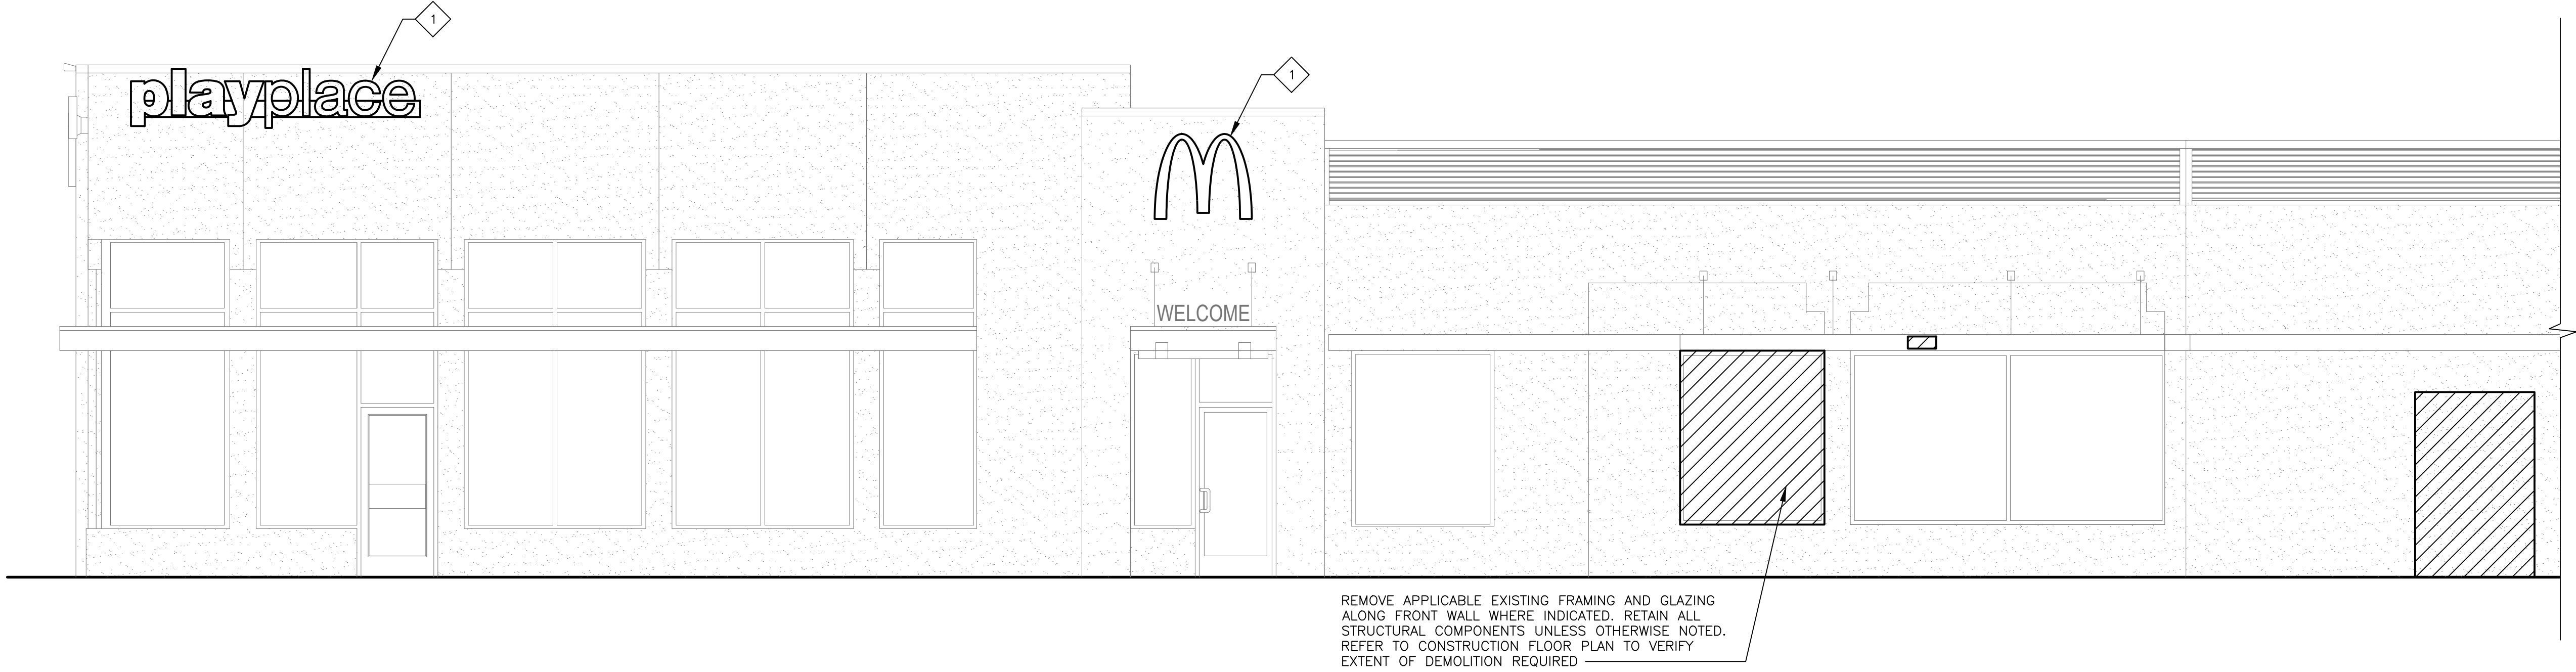 1
playplace
1
WELCOME
REMOVE APPLICABLE EXISTING FRAMING AND GLAZING
ALONG FRONT WALL WHERE INDICATED. RETAIN ALL
STRUCTURAL COMPONENTS UNLESS OTHERWISE NOTED.
REFER TO CONSTRUCTION FLOOR PLAN TO VERIFY
EXTENT OF DEMOLITION REQUIRED